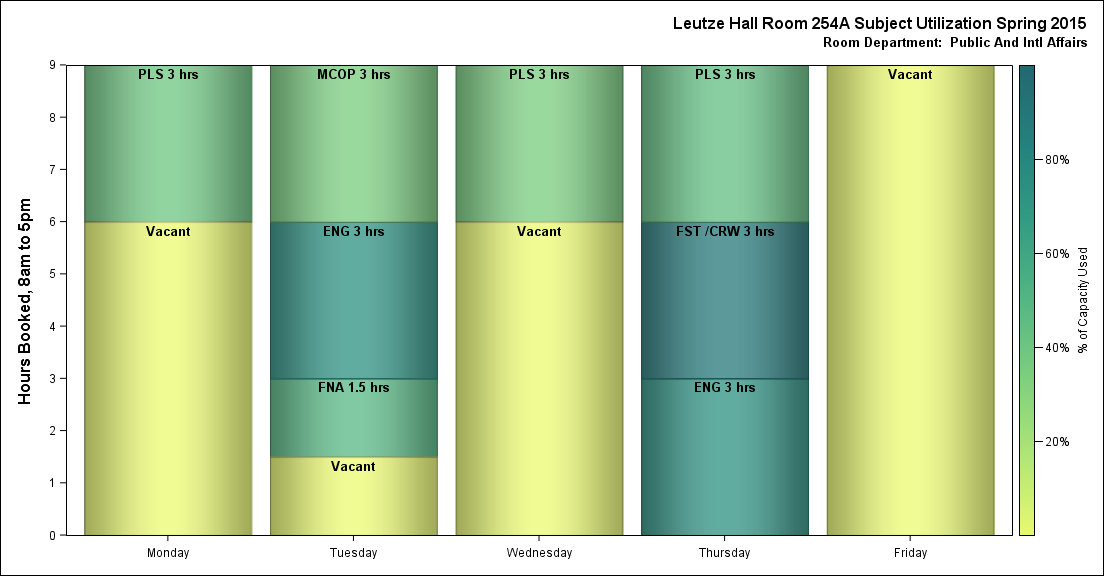 Leutze Hall Room 254A Subject Utilization Spring 2015
Room Department:  Public And Intl Affairs
Hours Booked, 8am to 5pm
9
8
7
6
5
4
3
2
1
0
PLS 3 hrs
Vacant
MCOP 3 hrs
ENG 3 hrs
FNA 1.5 hrs
Vacant
PLS 3 hrs
Vacant
PLS 3 hrs
FST /CRW 3 hrs
ENG 3 hrs
Vacant
Monday
Tuesday
Wednesday
Thursday
Friday
80%
60%
40%
20%
% of Capacity Used